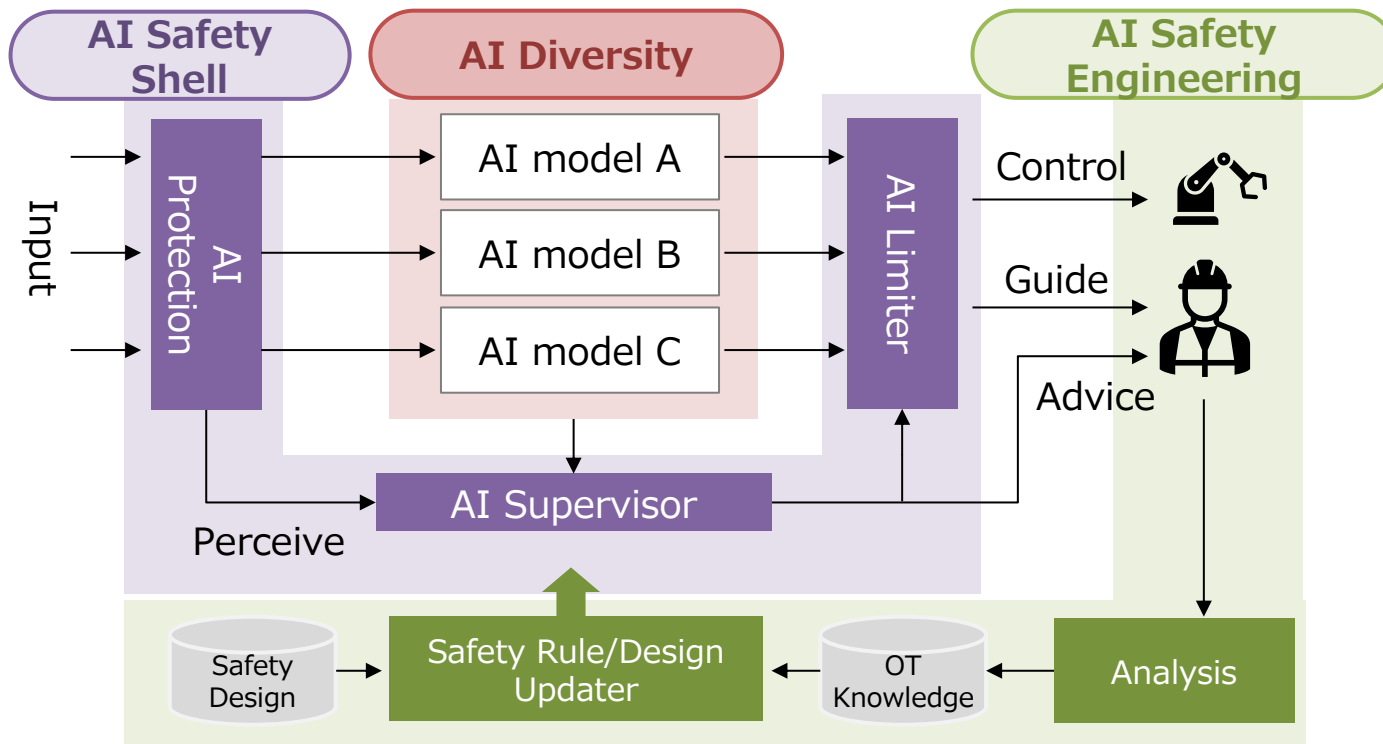 AI Safety
Shell
AI Diversity
AI Safety
Engineering
Input
AI
Protection
AI model A
AI model B
AI model C
AI Limiter
Control
Guide
Advice
AI Supervisor
Perceive
Safety
Design
Safety Rule/Design
Updater
OT
Knowledge
Analysis